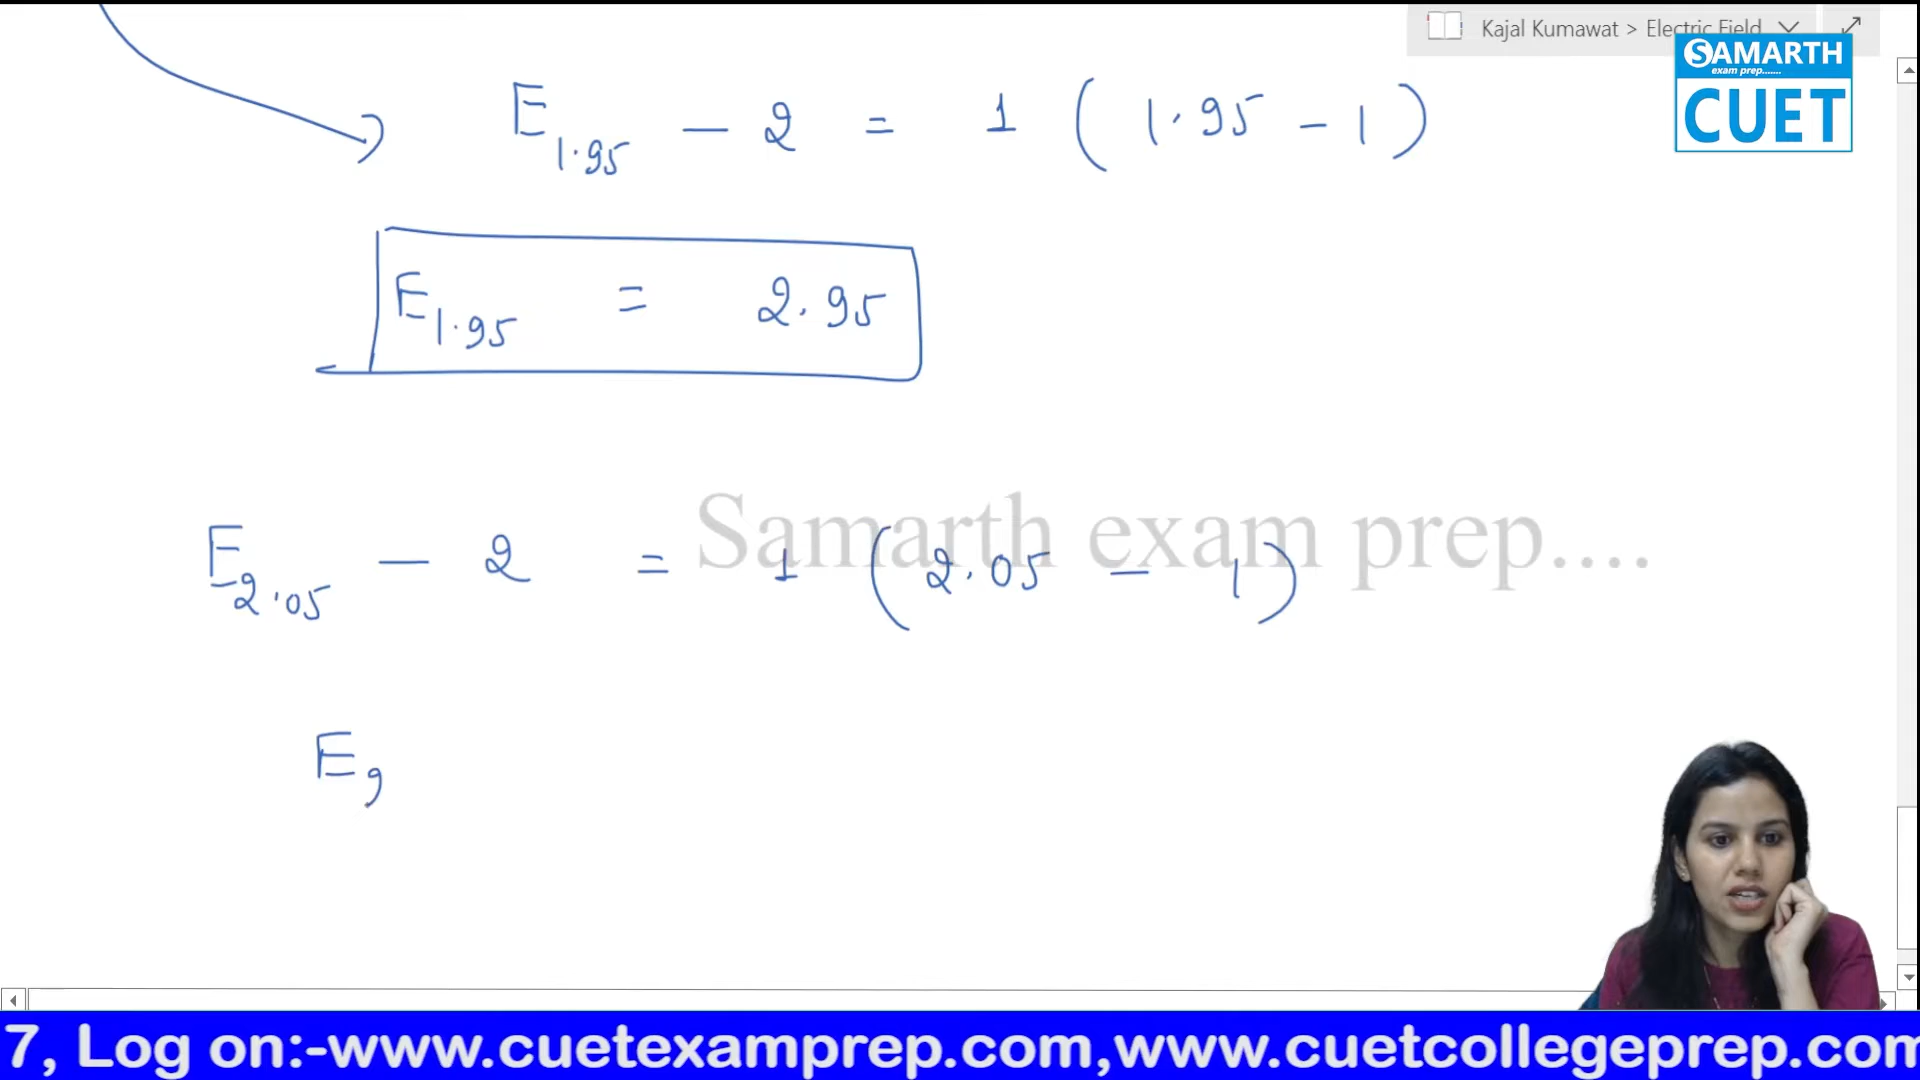 Kajal Kumawat > Electric Field
SAMARTH
exam prep.......
CUET
E1.95 - 2 = 1 (1.95 - 1)
E1.95 = 2.95
Samarth exam prep....
E2.05 - 2 = 1 (2.05 - 1)
E
7, Log on:-www.cuetexamprep.com,www.cuetcollegeprep.com